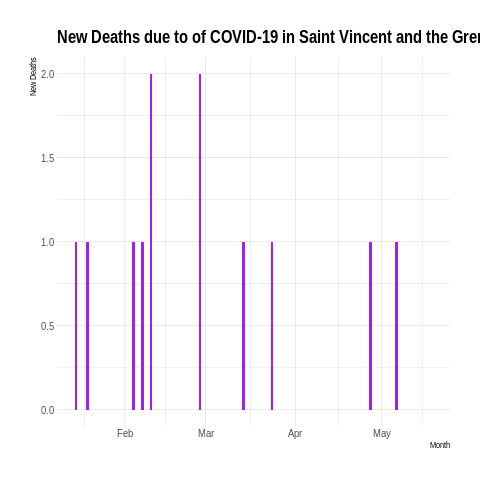 New Deaths due to of COVID-19 in Saint Vincent and the Gren
New Deaths
2.0
1.5
1.0
0.5
0.0
Feb Mar Apr May
Month